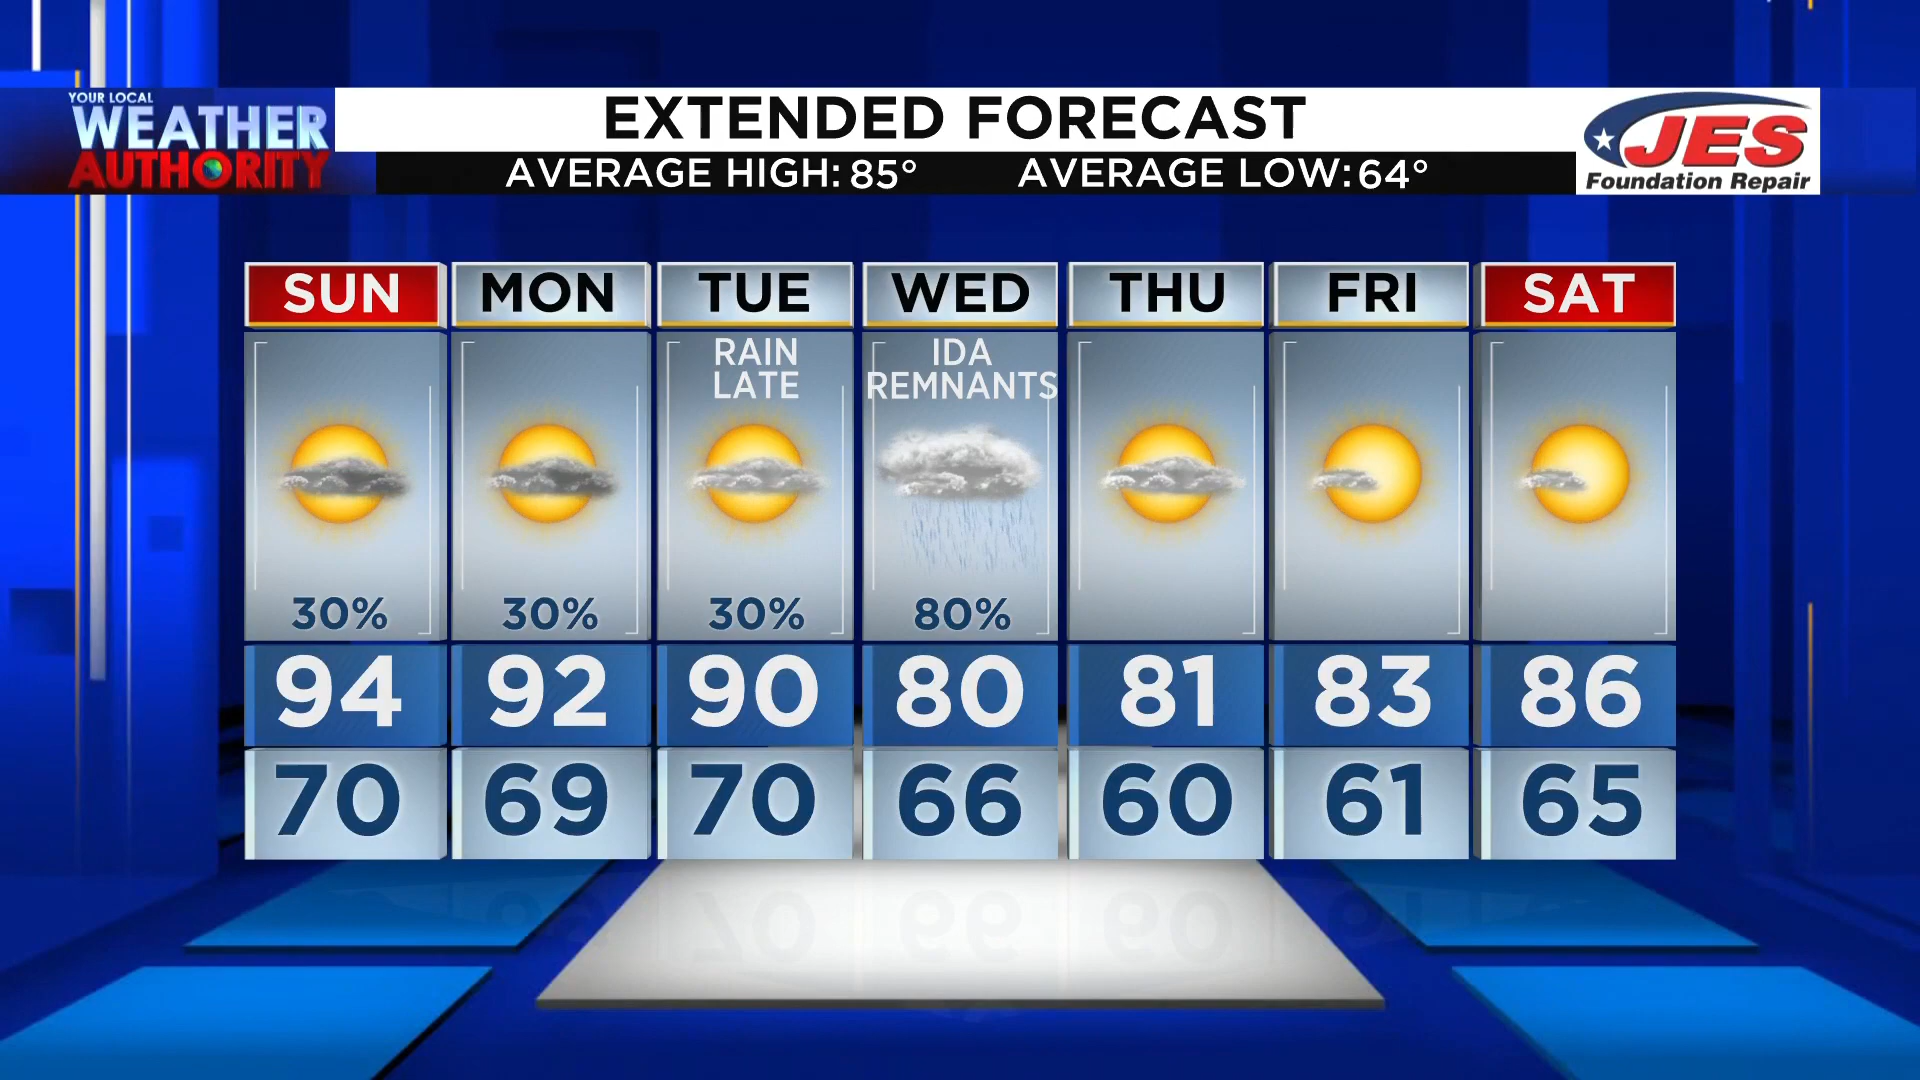 YOUR LOCAL
WEATHER
AUTHORITY
EXTENDED FORECAST
AVERAGE HIGH: 85° AVERAGE LOW: 64°
JES
Foundation Repair
SUN MON TUE WED THU FRI SAT
RAIN
LATE
IDA
REMNANTS
30% 30% 30% 80%
94 92 90 80 81 83 86
70 69 70 66 60 61 65